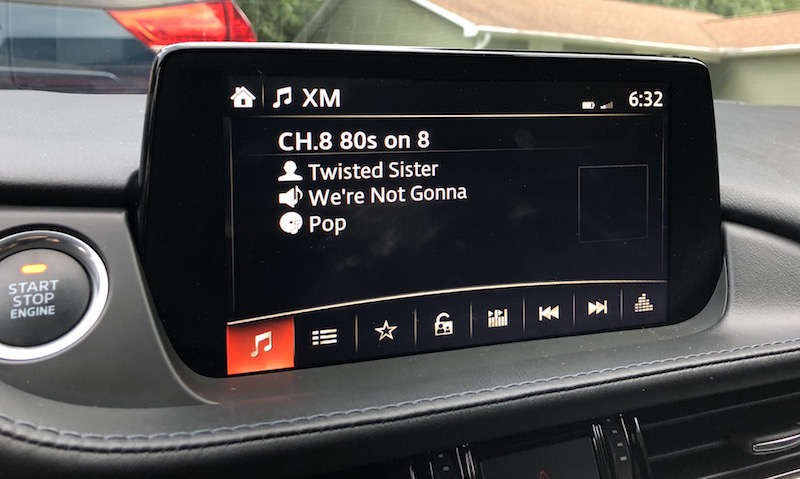 XM
6:32
CH.8 80s on 8
Twisted Sister
We're Not Gonna
Pop
START
STOP
ENGINE